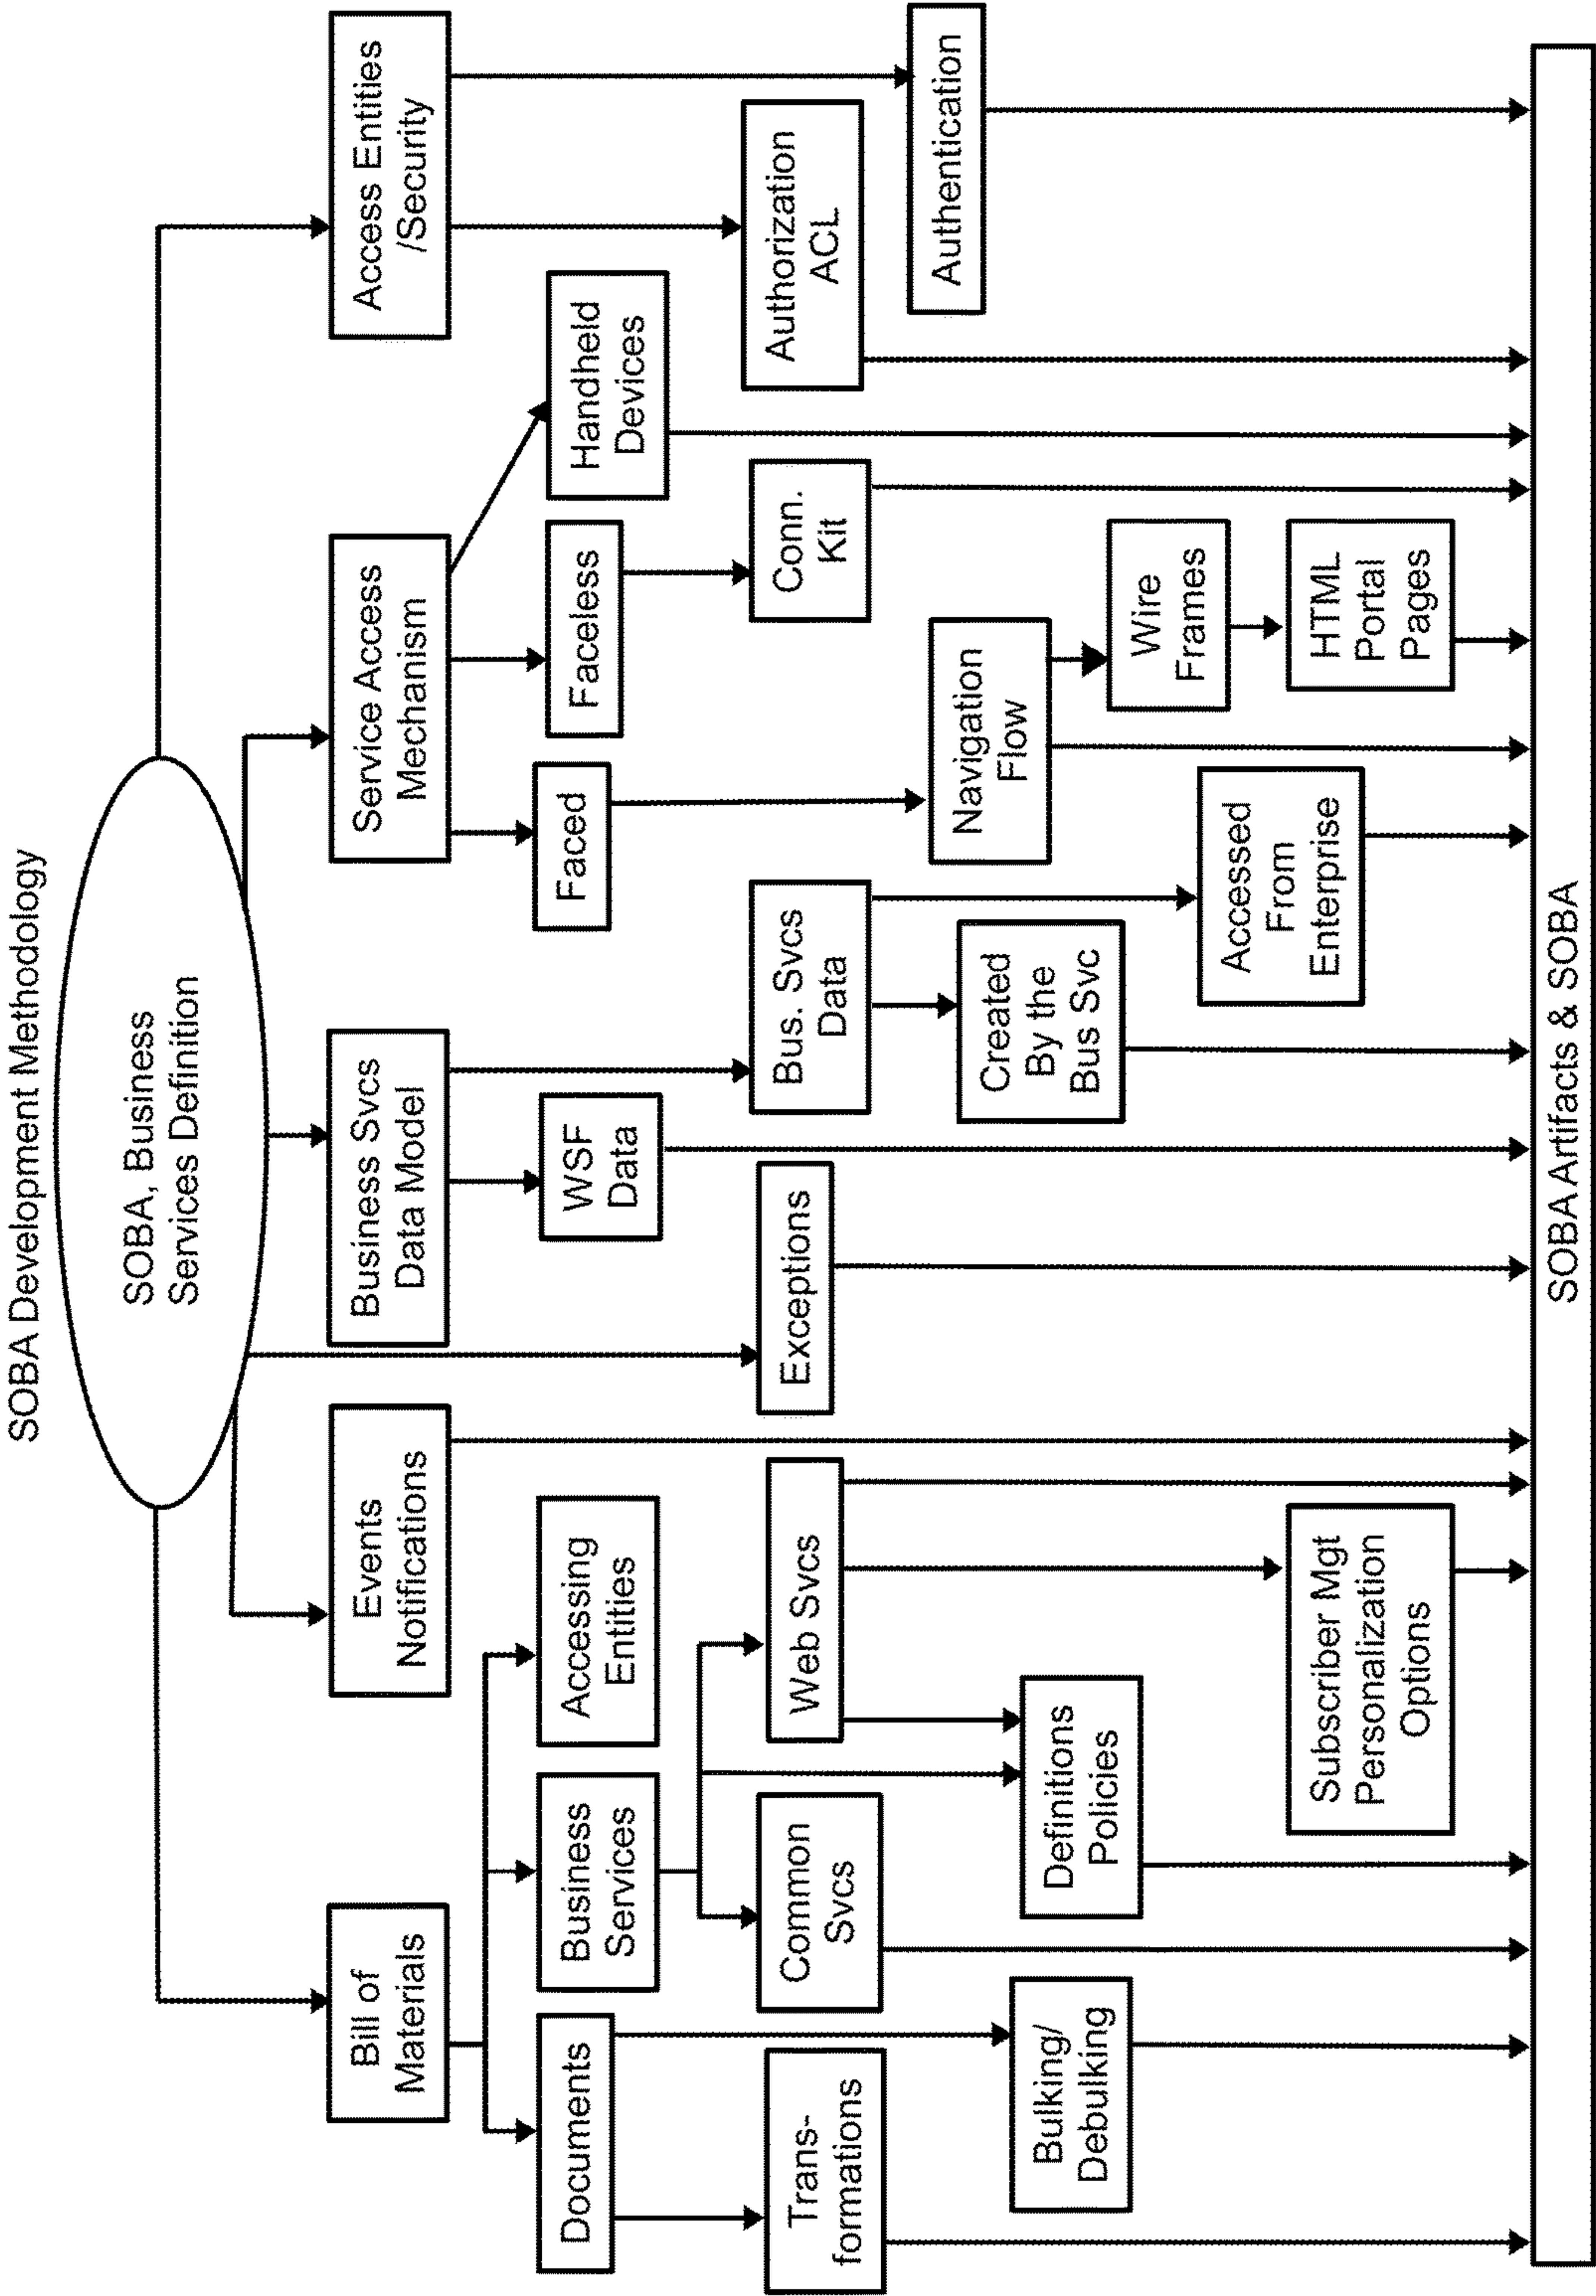 SOBA Development Methodology
SOBA, Business
Services Definition
Bill of
Materials
Events
Notifications
Business Svcs
Data Model
Service Access
Mechanism
Access Entities
/Security
Documents
Business
Services
Accessing
Entities
WSF
Data
Faced
Faceless
Handheld
Devices
Trans-
formations
Common
Svcs
Web Svcs
Exceptions
Bus. Svcs
Data
Conn.
Kit
Authorization
ACL
Bulking/
Debulking
Definitions
Policies
Created
By the
Bus Svc
Navigation
Flow
Authentication
Subscriber Mgt
Personalization
Options
Accessed
From
Enterprise
Wire
Frames
HTML
Portal
Pages
SOBA Artifacts & SOBA